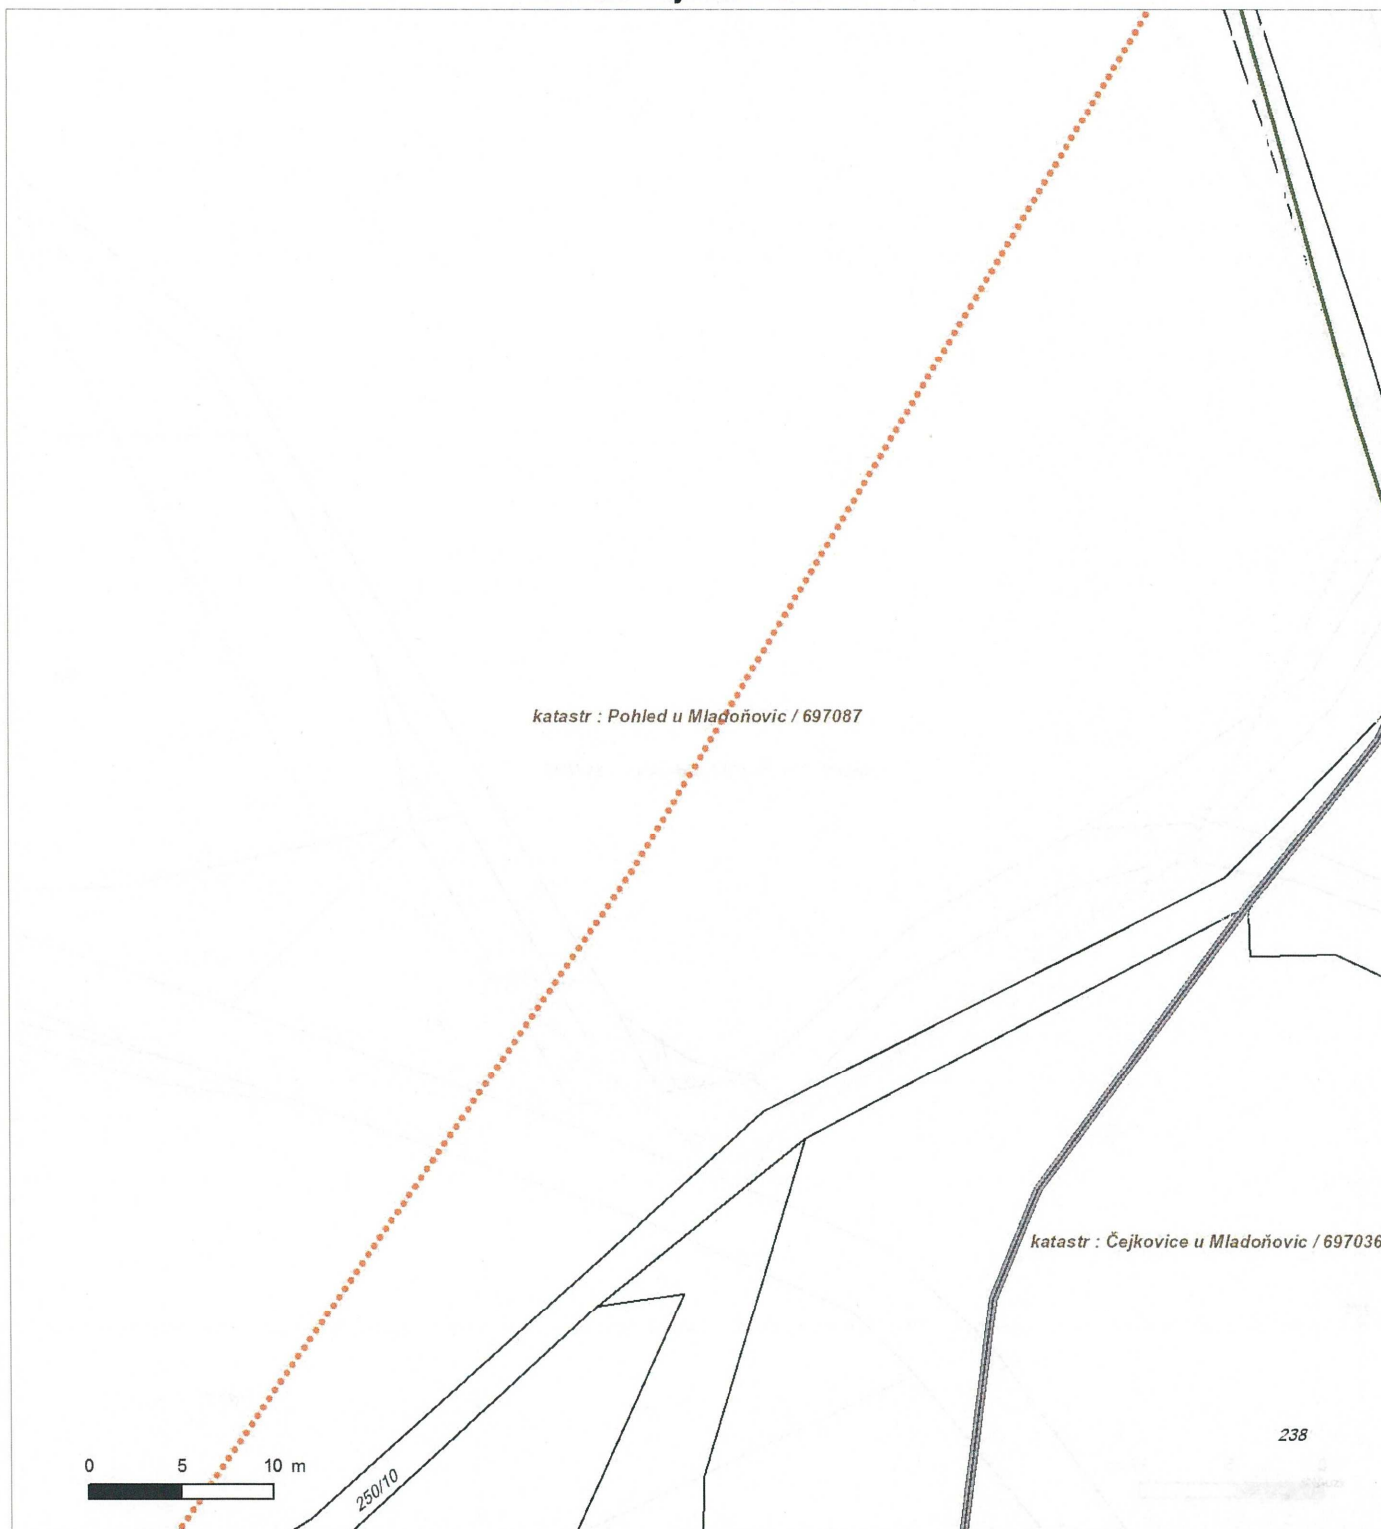 katastr : Pohled u Mladoňovic / 697087
katastr : Čejkovice u Mladoňovic / 697036
238
0 5 10 m
250/10